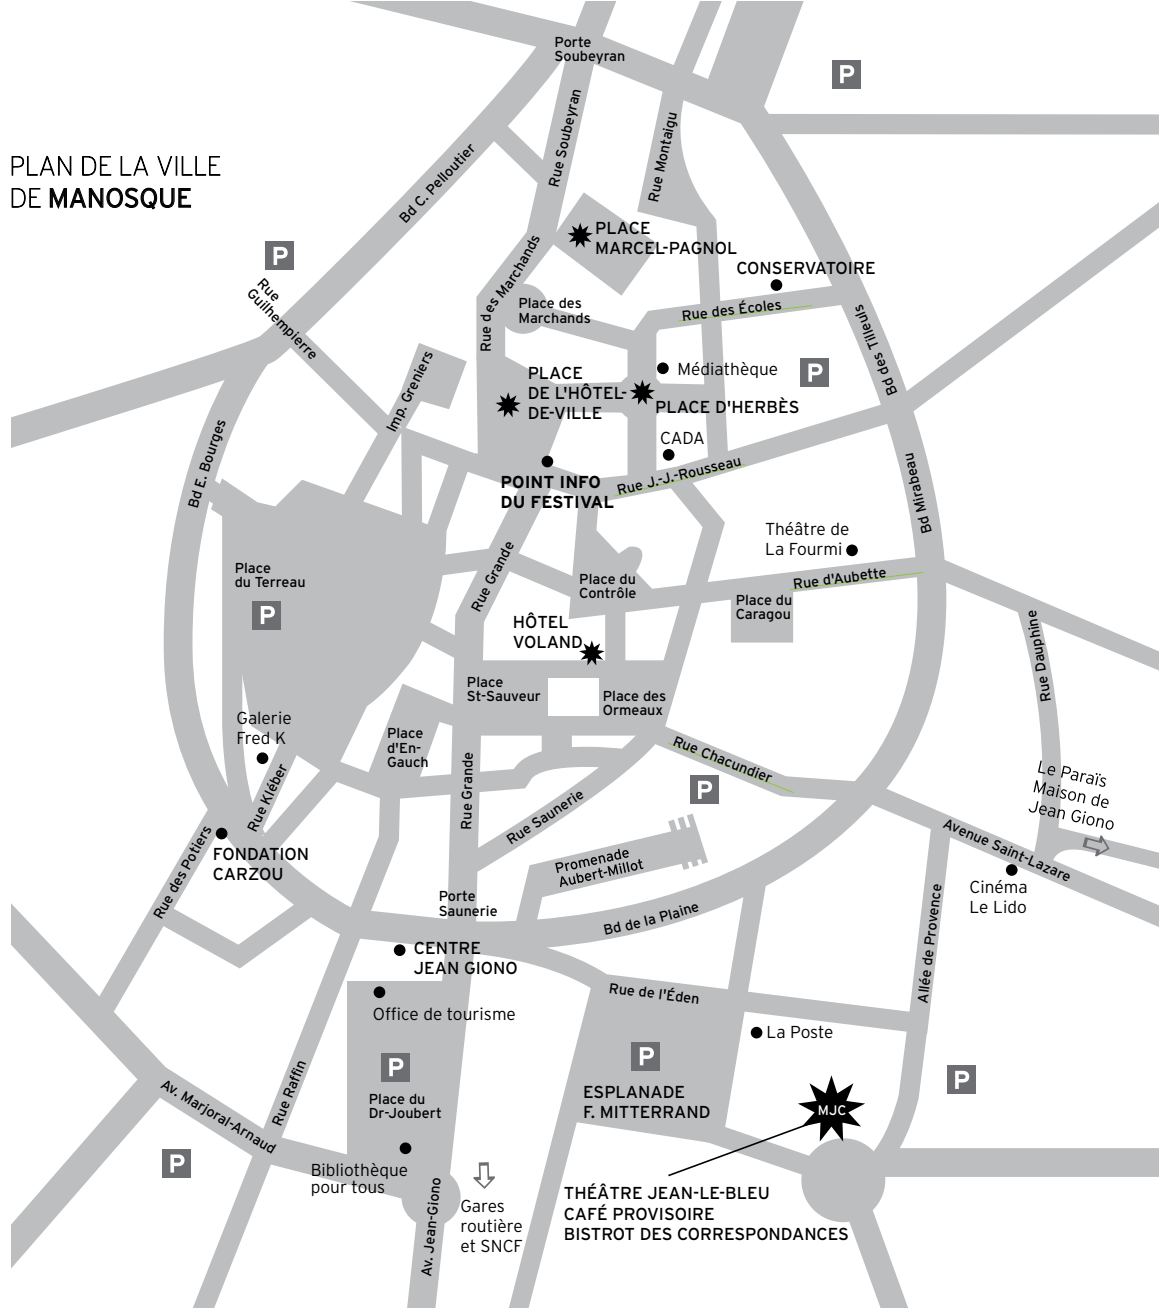 Porte
Soubeyran
P
PLAN DE LA VILLE
DE MANOSQUE
Rue Soubeyran
Rue Montaigu
Bd C. Pelloutier
P
PLACE
MARCEL-PAGNOL
CONSERVATOIRE
Rue
Guilhempierre
Rue des Marchands
Place des
Marchands
Rue des Écoles
Bd des Tilleuls
Imp. Greniers
PLACE
DE L'HÔTEL-
DE-VILLE
Médiathèque
P
PLACE D'HERBÈS
CADA
Bd E. Bourges
POINT INFO
DU FESTIVAL
Rue J.-J.-Rousseau
Bd Mirabeau
Théâtre de
La Fourmi
Place
du Terreau
P
Rue Grande
Place du
Contrôle
Rue d'Aubette
Place du
Caragou
HÔTEL
VOLAND
Rue Dauphine
Place
St-Sauveur
Place des
Ormeaux
Galerie
Fred K
Place
d'En-
Gauch
Rue Chacundier
P
Le Paraïs
Maison de
Jean Giono
Rue Kléber
Rue Grande
Rue Saunerie
Avenue Saint-Lazare
FONDATION
CARZOU
Rue des Potiers
Promenade
Aubert-Millot
Cinéma
Le Lido
Porte
Saunerie
Bd de la Plaine
Allée de Provence
CENTRE
JEAN GIONO
Office de tourisme
Rue de l'Éden
La Poste
P
P
P
ESPLANADE
F. MITTERRAND
MJC
Av. Marjoral-Arnaud
Rue Raffin
Place du
Dr-Joubert
P
Bibliothèque
pour tous
Av. Jean-Giono
Gares
routière
et SNCF
THÉÂTRE JEAN-LE-BLEU
CAFÉ PROVISOIRE
BISTROT DES CORRESPONDANCES